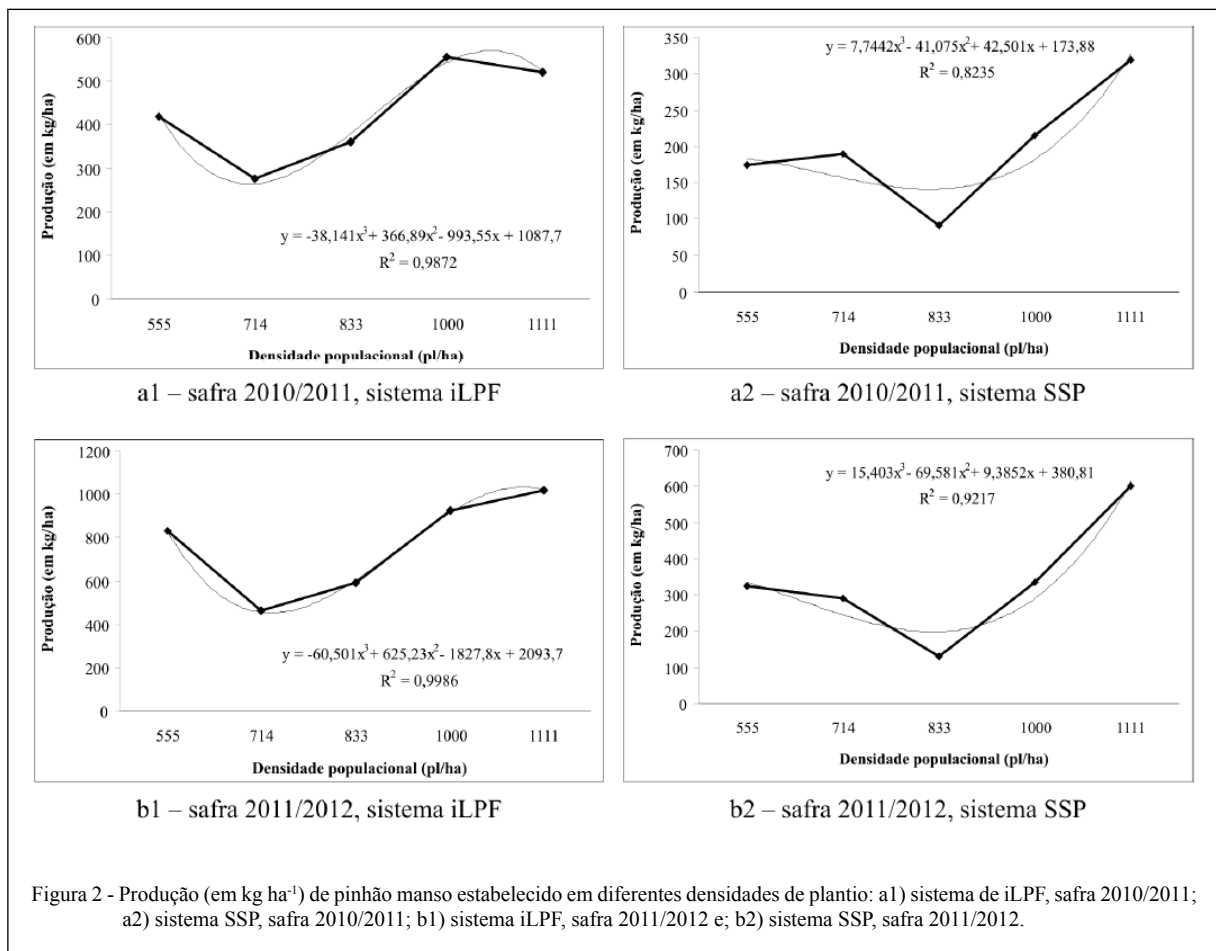 600
500
400
300
200
100
0
Produção (em kg/ha)
y = -38,141x³+ 366,89x²- 993,55x + 1087,7
R² = 0,9872
555 714 833 1000 1111
Densidade populacional (pl/ha)
a1 – safra 2010/2011, sistema iLPF
350
300
250
200
150
100
50
0
Produção (em kg/ha)
y = 7,7442x³- 41,075x²+ 42,501x + 173,88
R² = 0,8235
555 714 833 1000 1111
Densidade populacional (pl/ha)
a2 – safra 2010/2011, sistema SSP
1200
1000
800
600
400
200
0
Produção (em kg/ha)
y = -60,501x³+ 625,23x²- 1827,8x + 2093,7
R² = 0,9986
555 714 833 1000 1111
Densidade populacional (pl/ha)
b1 – safra 2011/2012, sistema iLPF
700
600
500
400
300
200
100
0
Produção (em kg/ha)
y = 15,403x³- 69,581x²+ 9,3852x + 380,81
R² = 0,9217
555 714 833 1000 1111
Densidade populacional (pl/ha)
b2 – safra 2011/2012, sistema SSP
Figura 2 - Produção (em kg ha⁻¹) de pinhão manso estabelecido em diferentes densidades de plantio: a1) sistema de iLPF, safra 2010/2011;
a2) sistema SSP, safra 2010/2011; b1) sistema iLPF, safra 2011/2012 e; b2) sistema SSP, safra 2011/2012.